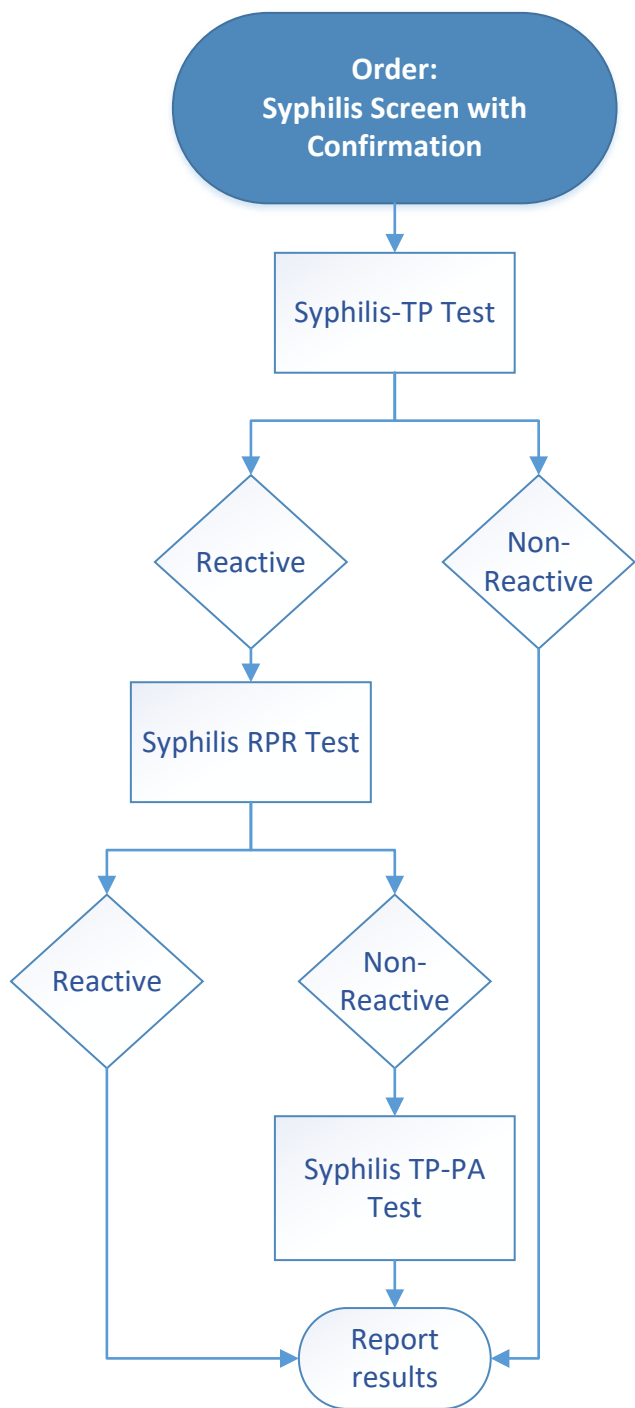 Order:
Syphilis Screen with
Confirmation
Syphilis-TP Test
Reactive
Non-
Reactive
Syphilis RPR Test
Reactive
Non-
Reactive
Syphilis TP-PA
Test
Report
results